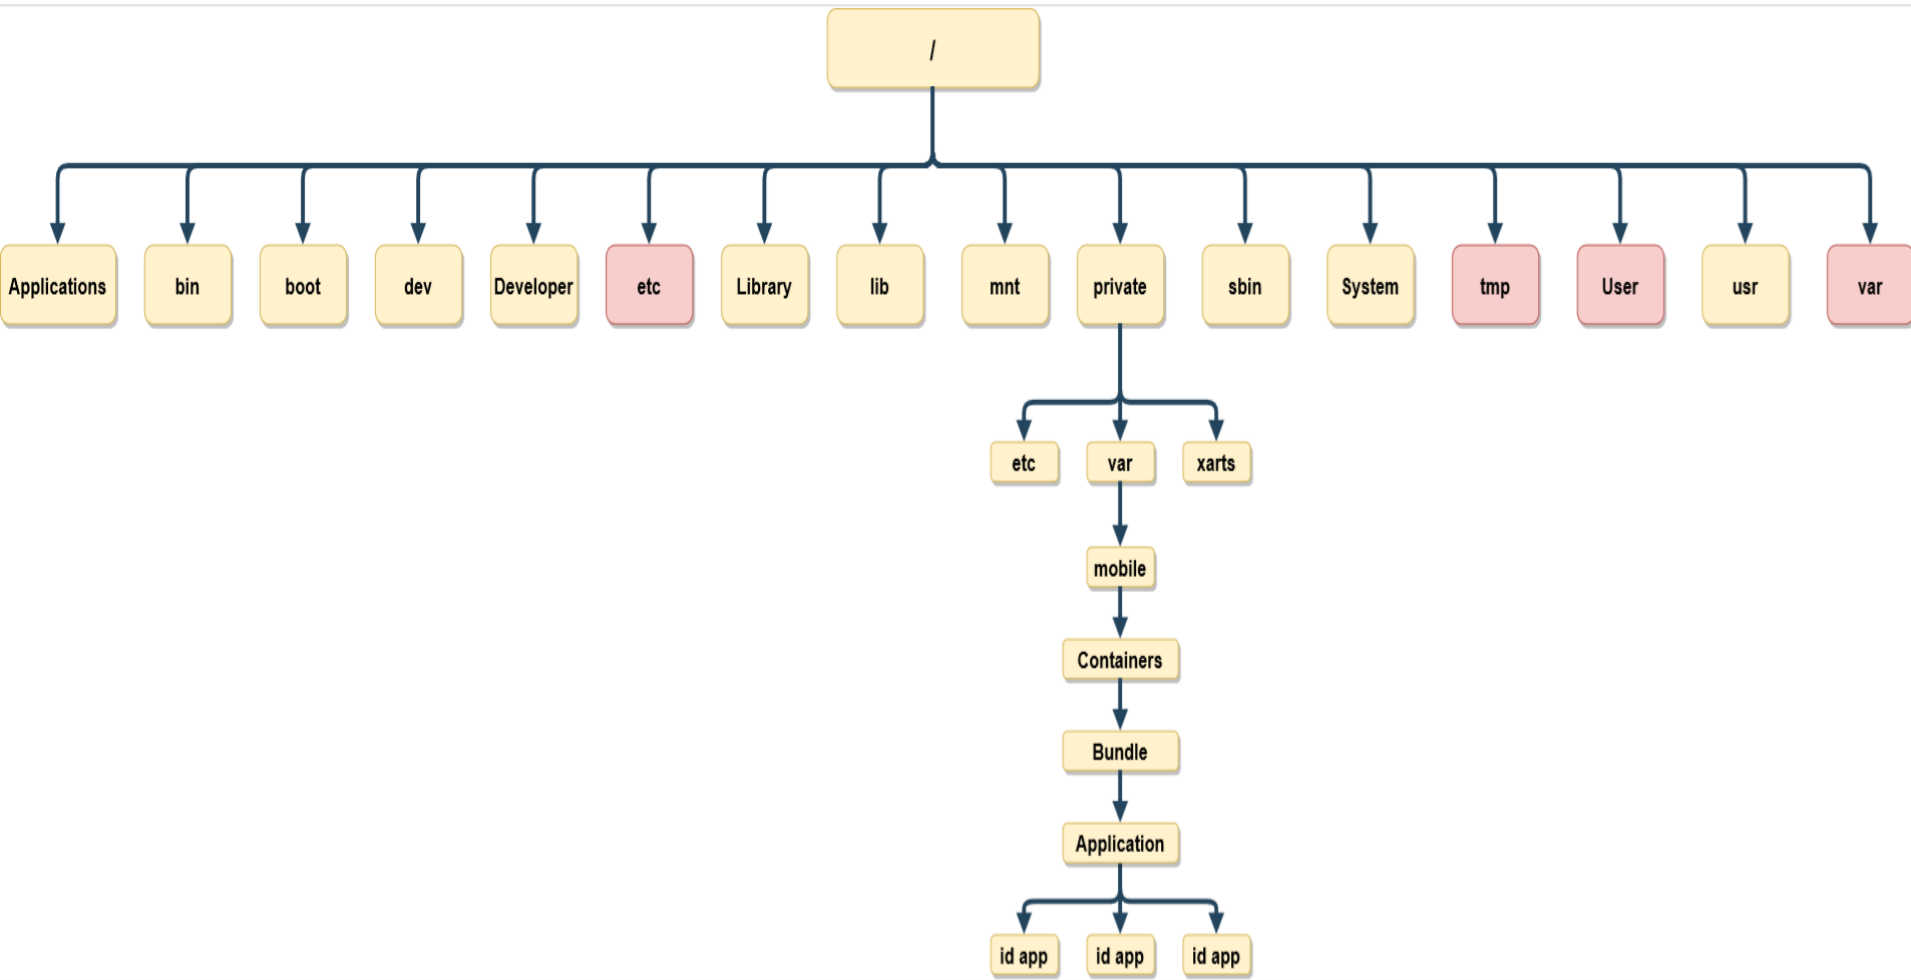 /
Applications
bin
boot
dev
Developer
etc
Library
lib
mnt
private
sbin
System
tmp
User
usr
var
etc
var
xarts
mobile
Containers
Bundle
Application
id app
id app
id app